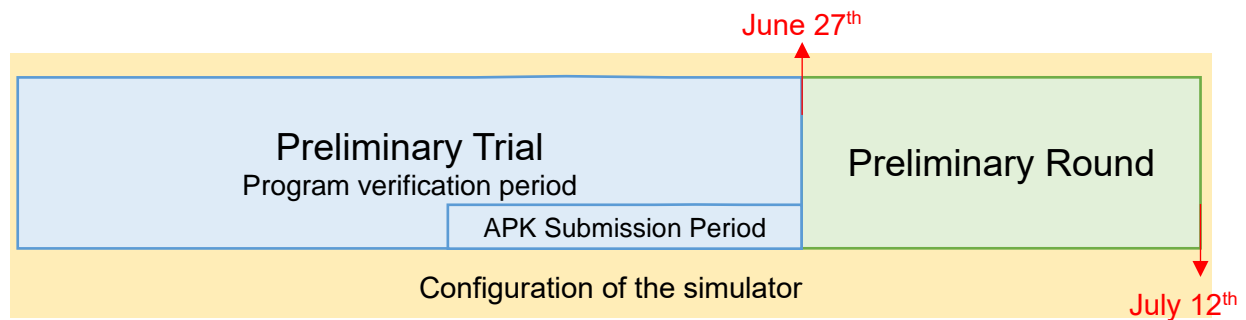 June 27th
Preliminary Trial
Program verification period
Preliminary Round
APK Submission Period
Configuration of the simulator
July 12th